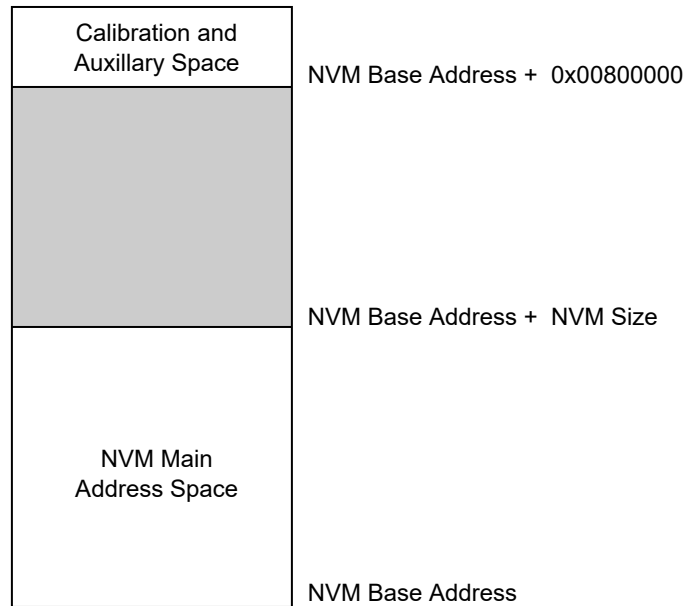 Calibration and
Auxillary Space
NVM Base Address + 0x00800000
NVM Base Address + NVM Size
NVM Main
Address Space
NVM Base Address